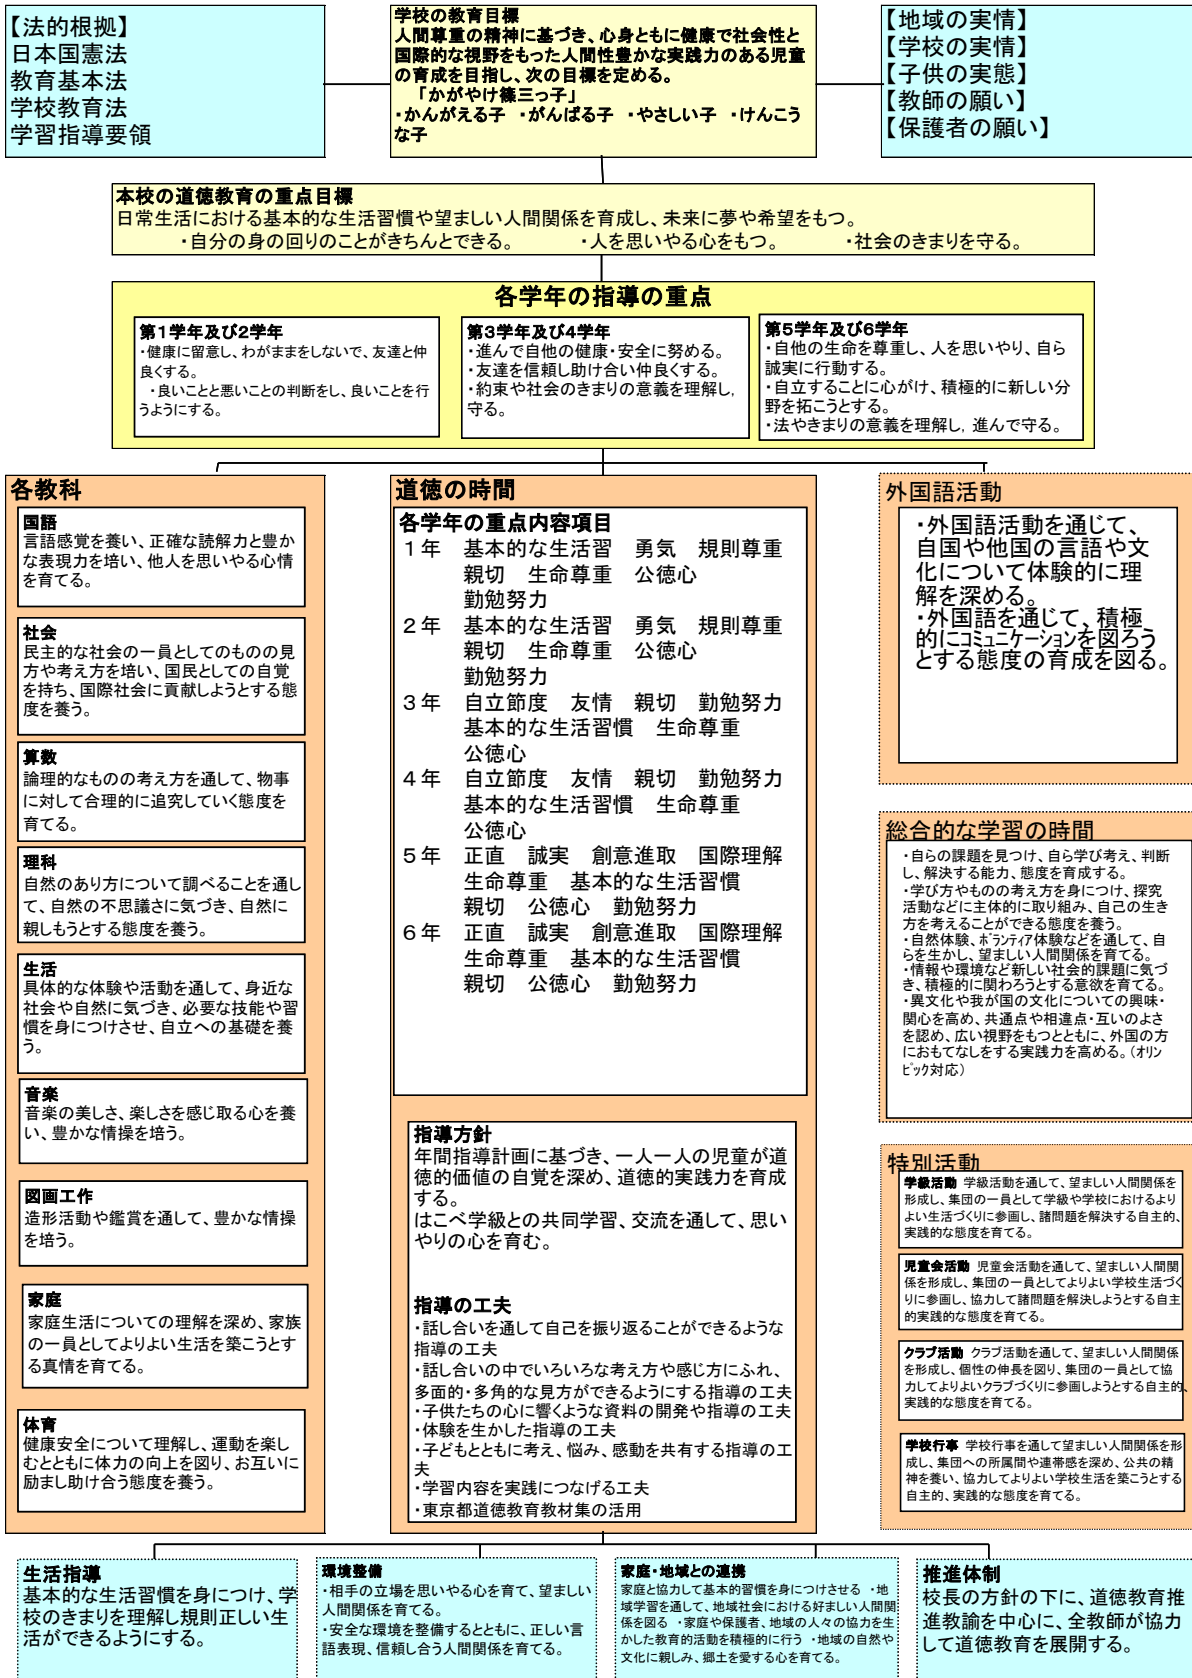 【法的根拠】
日本国憲法
教育基本法
学校教育法
学習指導要領
学校の教育目標
人間尊重の精神に基づき、心身ともに健康で社会性と
国際的な視野をもった人間性豊かな実践力のある児童
の育成を目指し、次の目標を定める。
「かがやけ篠三っ子」
・かんがえる子　・がんばる子　・やさしい子　・けんこう
な子
【地域の実情】
【学校の実情】
【子供の実態】
【教師の願い】
【保護者の願い】
本校の道徳教育の重点目標
日常生活における基本的な生活習慣や望ましい人間関係を育成し、未来に夢や希望をもつ。
・自分の身の回りのことがきちんとできる。　　・人を思いやる心をもつ。　　・社会のきまりを守る。
各学年の指導の重点
第1学年及び2学年
・健康に留意し、わがままをしないで、友達と仲
良くする。
・良いことと悪いことの判断をし、良いことを行
うようにする。
第3学年及び4学年
・進んで自他の健康・安全に努める。
・友達を信頼し助け合い仲良くする。
・約束や社会のきまりの意義を理解し,
守る。
第5学年及び6学年
・自他の生命を尊重し、人を思いやり、自ら
誠実に行動する。
・自立することに心がけ、積極的に新しい分
野を拓こうとする。
・法やきまりの意義を理解し, 進んで守る。
各教科
国語
言語感覚を養い、正確な読解力と豊か
な表現力を培い、他人を思いやる心情
を育てる。
社会
民主的な社会の一員としてのものの見
方や考え方を培い、国民としての自覚
を持ち、国際社会に貢献しようとする態
度を養う。
算数
論理的なものの考え方を通して、物事
に対して合理的に追究していく態度を
育てる。
理科
自然のあり方について調べることを通し
て、自然の不思議さに気づき、自然に
親しもうとする態度を養う。
生活
具体的な体験や活動を通して、身近な
社会や自然に気づき、必要な技能や習
慣を身につけさせ、自立への基礎を養
う。
音楽
音楽の美しさ、楽しさを感じ取る心を養
い、豊かな情操を培う。
図画工作
造形活動や鑑賞を通して、豊かな情操
を培う。
家庭
家庭生活についての理解を深め、家族
の一員としてよりよい生活を築こうとす
る真情を育てる。
体育
健康安全について理解し、運動を楽し
むとともに体力の向上を図り、お互いに
励まし助け合う態度を養う。
道徳の時間
各学年の重点内容項目
１年　基本的な生活習　勇気　規則尊重
親切　生命尊重　公徳心
勤勉努力
２年　基本的な生活習　勇気　規則尊重
親切　生命尊重　公徳心
勤勉努力
３年　自立節度　友情　親切　勤勉努力
基本的な生活習慣　生命尊重
公徳心
４年　自立節度　友情　親切　勤勉努力
基本的な生活習慣　生命尊重
公徳心
５年　正直　誠実　創意進取　国際理解
生命尊重　基本的な生活習慣
親切　公徳心　勤勉努力
６年　正直　誠実　創意進取　国際理解
生命尊重　基本的な生活習慣
親切　公徳心　勤勉努力
指導方針
年間指導計画に基づき、一人一人の児童が道
徳的価値の自覚を深め、道徳的実践力を育成
する。
はこべ学級との共同学習、交流を通して、思い
やりの心を育む。
指導の工夫
・話し合いを通して自己を振り返ることができるような
指導の工夫
・話し合いの中でいろいろな考え方や感じ方にふれ、
多面的・多角的な見方ができるようにする指導の工夫
・子供たちの心に響くような資料の開発や指導の工夫
・体験を生かした指導の工夫
・子どもとともに考え、悩み、感動を共有する指導の工
夫
・学習内容を実践につなげる工夫
・東京都道徳教育教材集の活用
外国語活動
・外国語活動を通じて、
自国や他国の言語や文
化について体験的に理
解を深める。
・外国語を通じて、積極
的にコミュニケーションを図ろう
とする態度の育成を図る。
総合的な学習の時間
・自らの課題を見つけ、自ら学び考え、判断
し、解決する能力、態度を育成する。
・学び方やものの考え方を身につけ、探究
活動などに主体的に取り組み、自己の生き
方を考えることができる態度を養う。
・自然体験、ボランティア体験などを通して、自
らを生かし、望ましい人間関係を育てる。
・情報や環境など新しい社会的課題に気づ
き、積極的に関わろうとする意欲を育てる。
・異文化や我が国の文化についての興味・
関心を高め、共通点や相違点・互いのよさ
を認め、広い視野をもつとともに、外国の方
におもてなしをする実践力を高める。（オリン
ピック対応）
特別活動
学級活動 学級活動を通して、望ましい人間関係を
形成し、集団の一員として学級や学校におけるより
よい生活づくりに参画し、諸問題を解決する自主的、
実践的な態度を育てる。
児童会活動 児童会活動を通して、望ましい人間関
係を形成し、集団の一員としてよりよい学校生活づく
りに参画し、協力して諸問題を解決しようとする自主
的実践的な態度を育てる。
クラブ活動 クラブ活動を通して、望ましい人間関係
を形成し、個性の伸長を図り、集団の一員として協
力してよりよいクラブづくりに参画しようとする自主的、
実践的な態度を育てる。
学校行事 学校行事を通して望ましい人間関係を形
成し、集団への所属間や連帯感を深め、公共の精
神を養い、協力してよりよい学校生活を築こうとする
自主的、実践的な態度を育てる。
生活指導
基本的な生活習慣を身につけ、学
校のきまりを理解し規則正しい生
活ができるようにする。
環境整備
・相手の立場を思いやる心を育て、望ましい
人間関係を育てる。
・安全な環境を整備するとともに、正しい言
語表現、信頼し合う人間関係を育てる。
家庭・地域との連携
家庭と協力して基本的習慣を身につけさせる　・地
域学習を通して、地域社会における好ましい人間関
係を図る　・家庭や保護者、地域の人々の協力を生
かした教育的活動を積極的に行う　・地域の自然や
文化に親しみ、郷土を愛する心を育てる。
推進体制
校長の方針の下に、道徳教育推
進教諭を中心に、全教師が協力
して道徳教育を展開する。